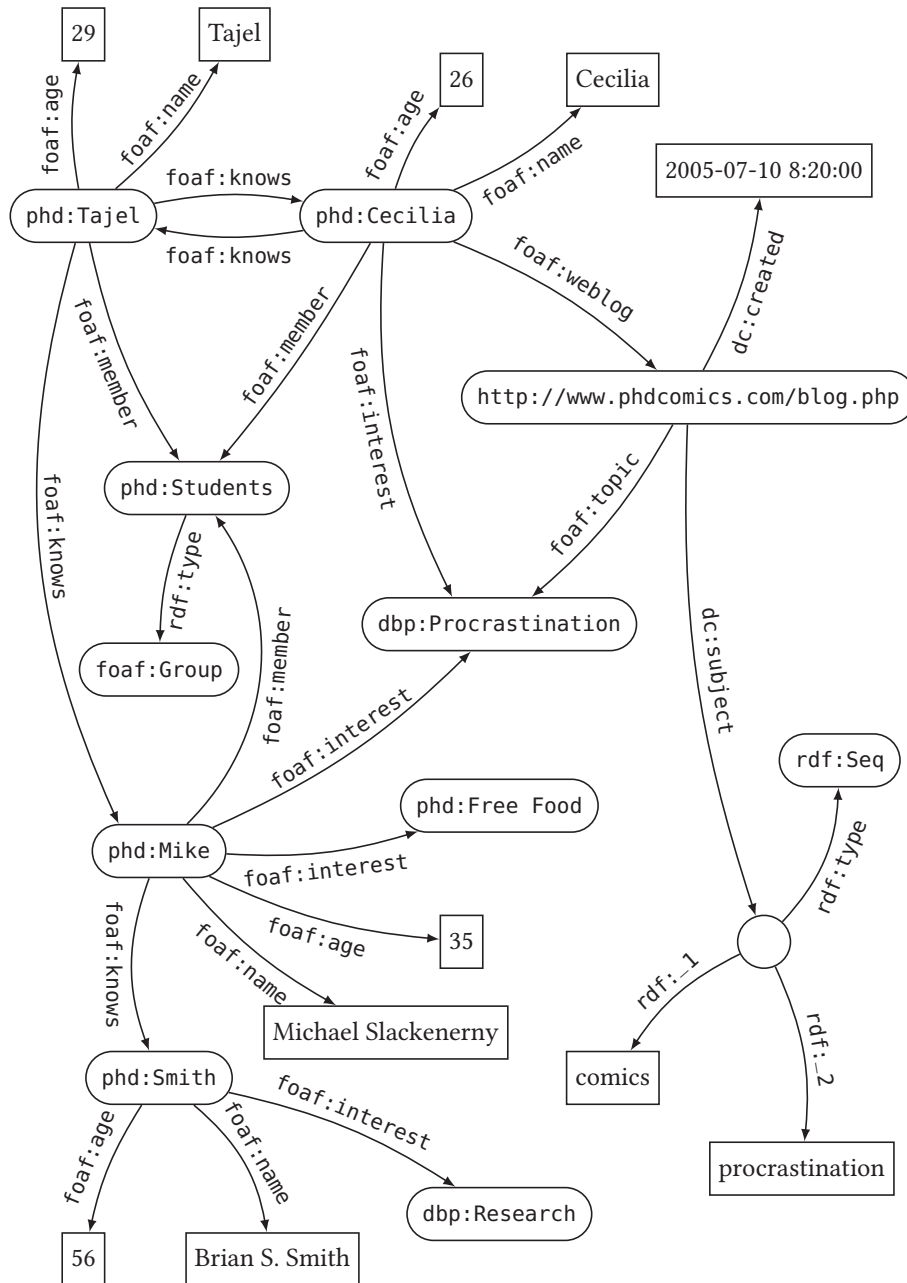 29
Tajel
26
Cecilia
foaf:age
foaf:name
foaf:age
foaf:name
2005-07-10 8:20:00
foaf:knows
phd:Tajel
phd:Cecilia
foaf:knows
foaf:weblog
dc:created
foaf:member
foaf:member
foaf:interest
http://www.phdcomics.com/blog.php
foaf:knows
phd:Students
foaf:topic
rdf:type
foaf:member
dbp:Procrastination
foaf:Group
dc:subject
foaf:interest
rdf:Seq
phd:Free Food
phd:Mike
foaf:interest
rdf:type
foaf:knows
foaf:name
foaf:age
35
rdf:_1
Michael Slackenerny
rdf:_2
phd:Smith
comics
foaf:age
foaf:name
foaf:interest
procrastination
dbp:Research
56
Brian S. Smith